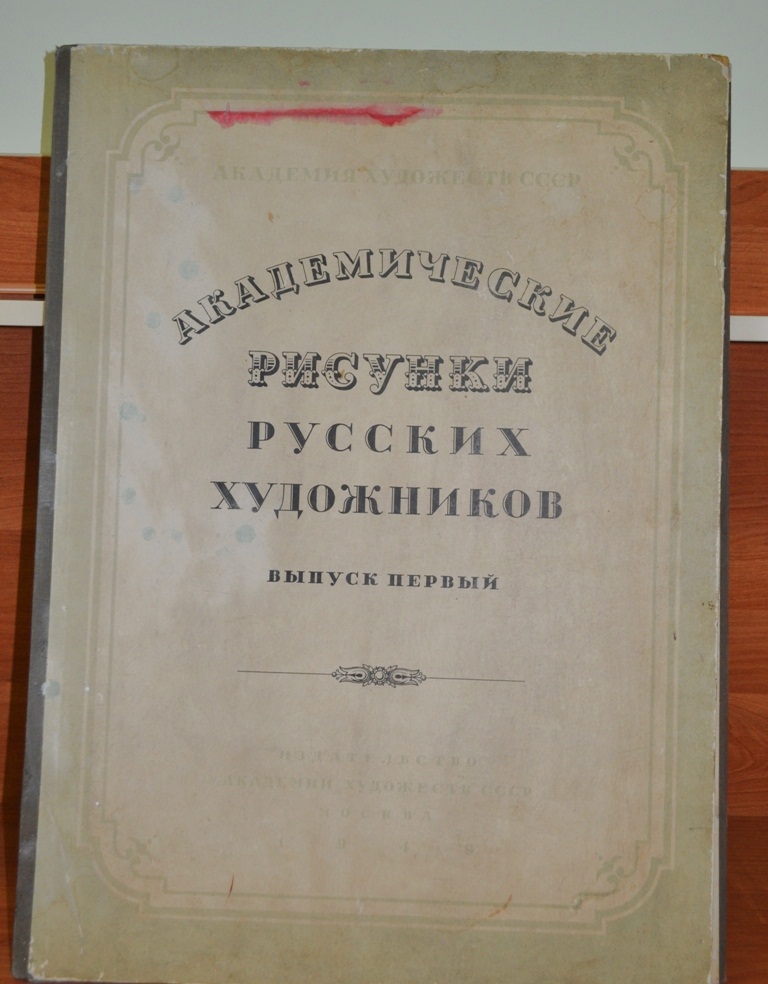 АКАДЕМИЯ ХУДОЖЕСТВ СССР
АКАДЕМИЧЕСКИЕ
РИСУНКИ
РУССКИХ
ХУДОЖНИКОВ
ВЫПУСК ПЕРВЫЙ
ИЗДАТЕЛЬСТВО
АКАДЕМИИ ХУДОЖЕСТВ СССР
МОСКВА